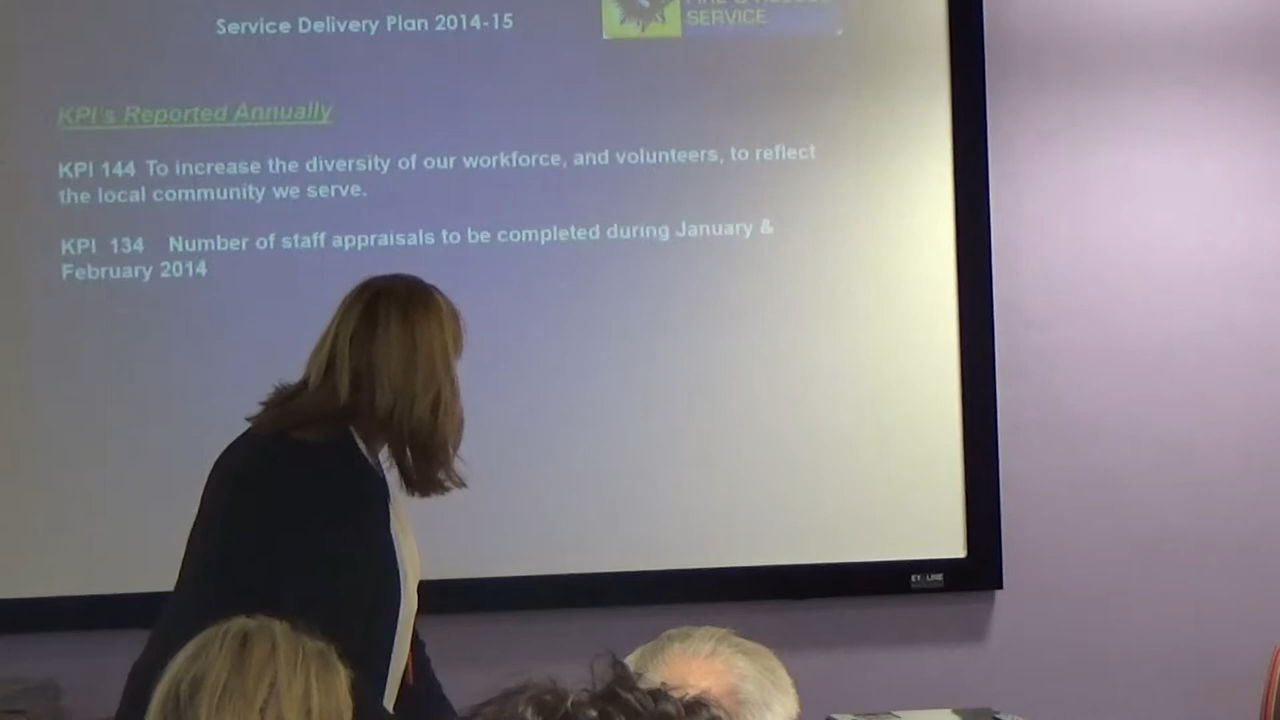 Service Delivery Plan 2014-15
SERVICE
KPI's Reported Annually
KPI 144 To increase the diversity of our workforce, and volunteers, to reflect
the local community we serve.
KPI 134 Number of staff appraisals to be completed during January &
February 2014